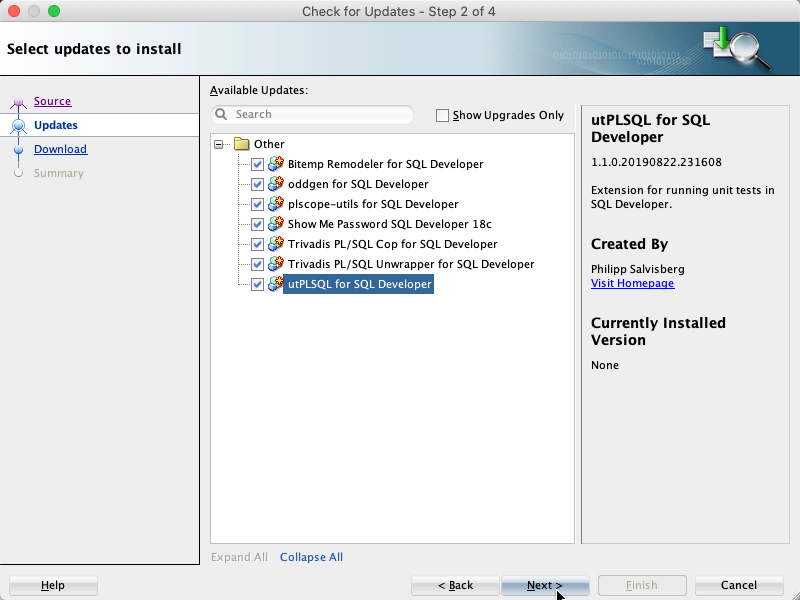 Check for Updates - Step 2 of 4
Select updates to install
Source
Updates
Download
Summary
Available Updates:
Search
Show Upgrades Only
Other
Bitemp Remodeler for SQL Developer
oddgen for SQL Developer
plscope-utils for SQL Developer
Show Me Password SQL Developer 18c
Trivadis PL/SQL Cop for SQL Developer
Trivadis PL/SQL Unwrapper for SQL Developer
utPLSQL for SQL Developer
Expand All Collapse All
utPLSQL for SQL
Developer
1.1.0.20190822.231608
Extension for running unit tests in
SQL Developer.
Created By
Philipp Salvisberg
Visit Homepage
Currently Installed
Version
None
Help
< Back
Next >
Finish
Cancel